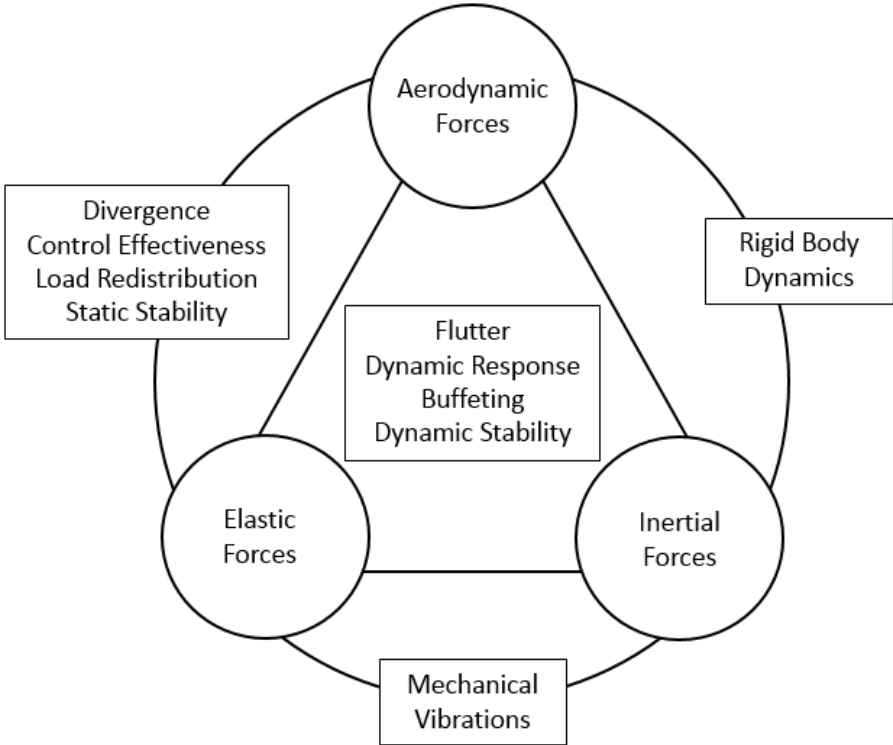 Aerodynamic
Forces
Divergence
Control Effectiveness
Load Redistribution
Static Stability
Rigid Body
Dynamics
Flutter
Dynamic Response
Buffeting
Dynamic Stability
Elastic
Forces
Inertial
Forces
Mechanical
Vibrations